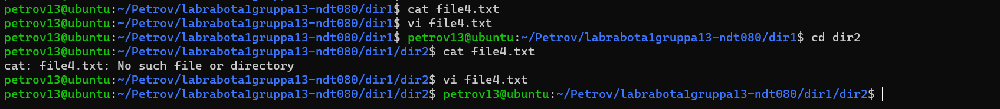 petrov13@ubuntu:~/Petrov/labrabota1gruppa13-ndt080/dir1$ cat file4.txt
petrov13@ubuntu:~/Petrov/labrabota1gruppa13-ndt080/dir1$ vi file4.txt
petrov13@ubuntu:~/Petrov/labrabota1gruppa13-ndt080/dir1$ petrov13@ubuntu:~/Petrov/labrabota1gruppa13-ndt080/dir1$ cd dir2
petrov13@ubuntu:~/Petrov/labrabota1gruppa13-ndt080/dir1/dir2$ cat file4.txt
cat: file4.txt: No such file or directory
petrov13@ubuntu:~/Petrov/labrabota1gruppa13-ndt080/dir1/dir2$ vi file4.txt
petrov13@ubuntu:~/Petrov/labrabota1gruppa13-ndt080/dir1/dir2$ petrov13@ubuntu:~/Petrov/labrabota1gruppa13-ndt080/dir1/dir2$